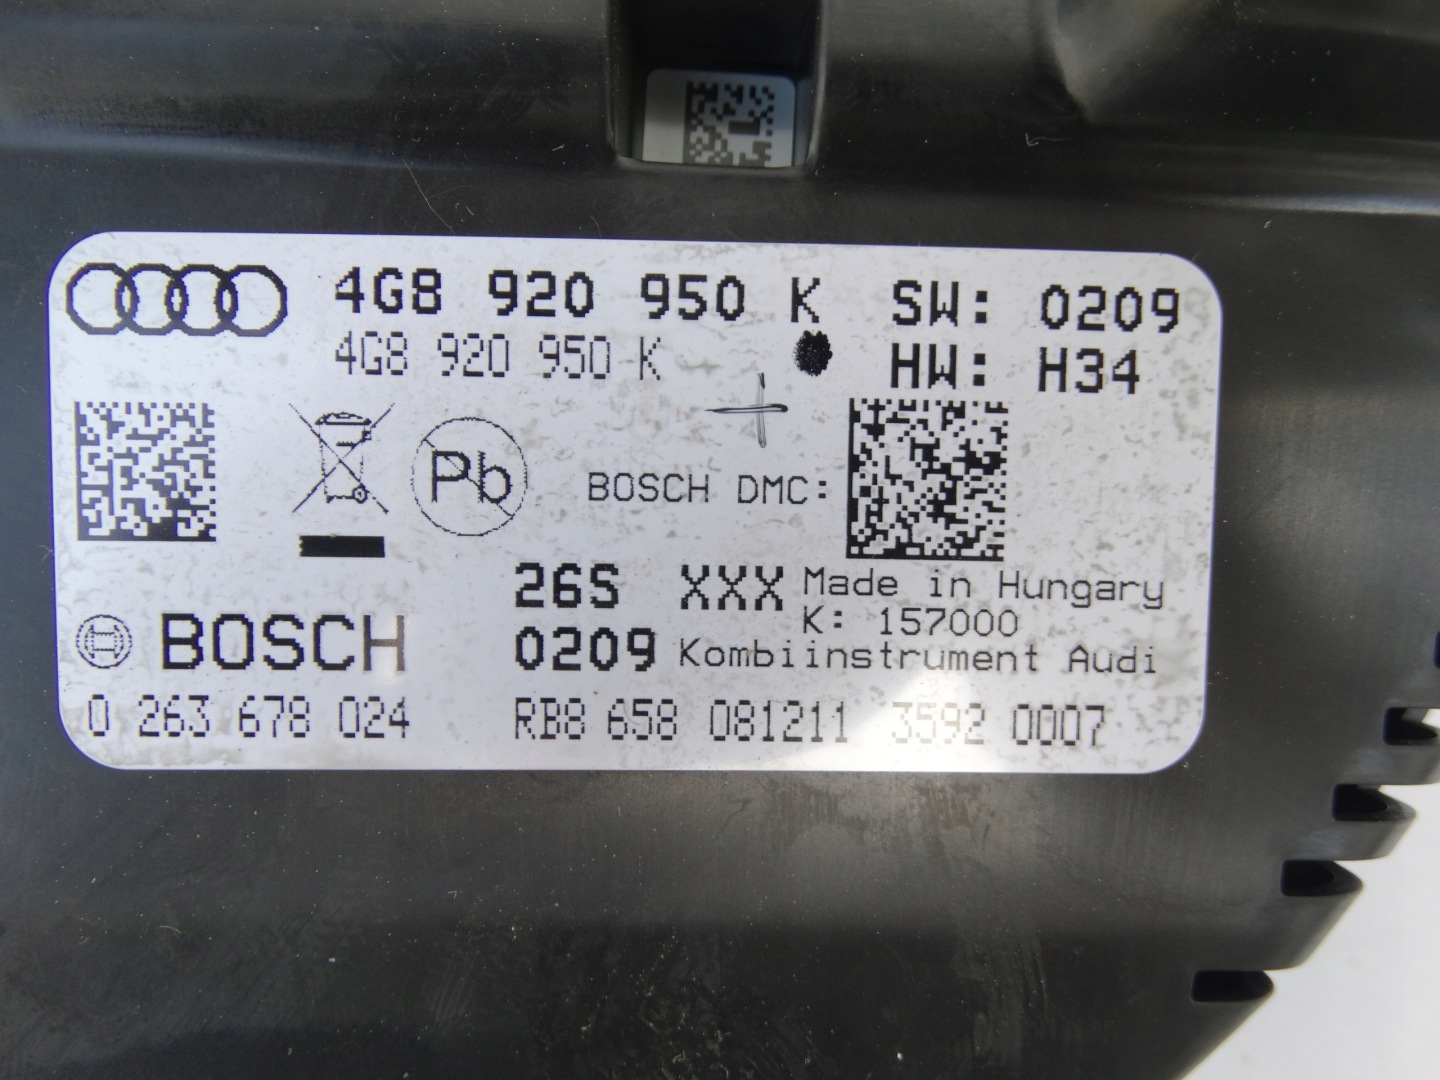 4G8 920 950 K SW: 0209
4G8 920 950 K HW: H34
Pb BOSCH DMC:
26S XXX Made in Hungary
K: 157000
BOSCH 0209 Kombiinstrument Audi
0 263 678 024 RB8 658 081211 3592 0007